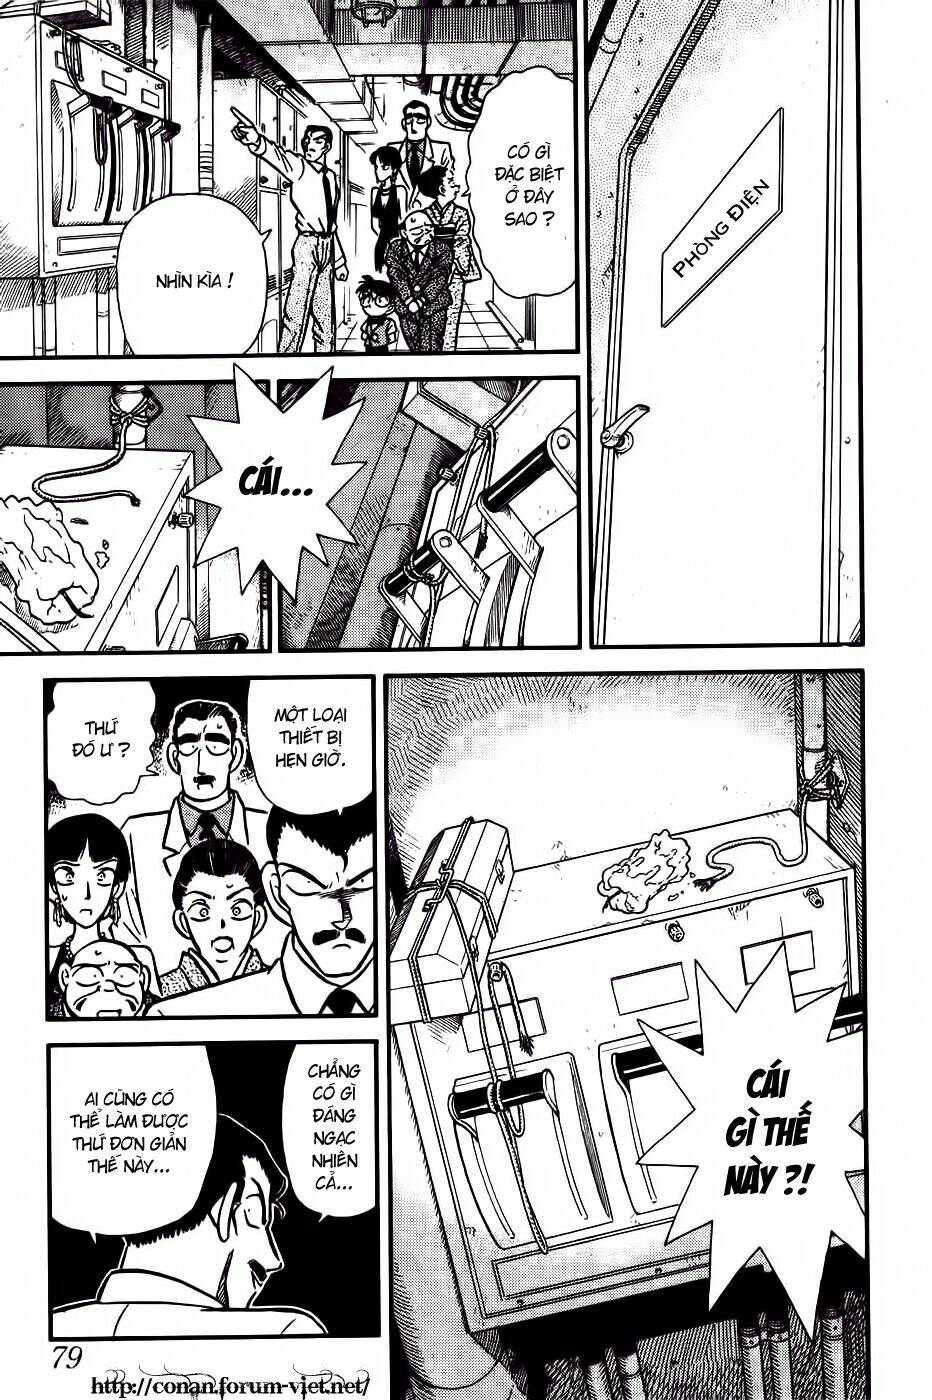 PHÒNG ĐIỆN
CÓ GÌ
ĐẶC BIỆT
Ở ĐÂY
SAO ?
NHÌN KÌA !
CÁI...
CÁI
GÌ THẾ
NÀY ?!
MỘT LOẠI
THIẾT BỊ
HẸN GIỜ.
THỨ
ĐÓ Ư ?
CHẲNG
CÓ GÌ
ĐÁNG
NGẠC
NHIÊN
CẢ...
AI CŨNG CÓ
THỂ LÀM ĐƯỢC
THỨ ĐƠN GIẢN
THẾ NÀY...
79
http://conan.forum-viet.net/